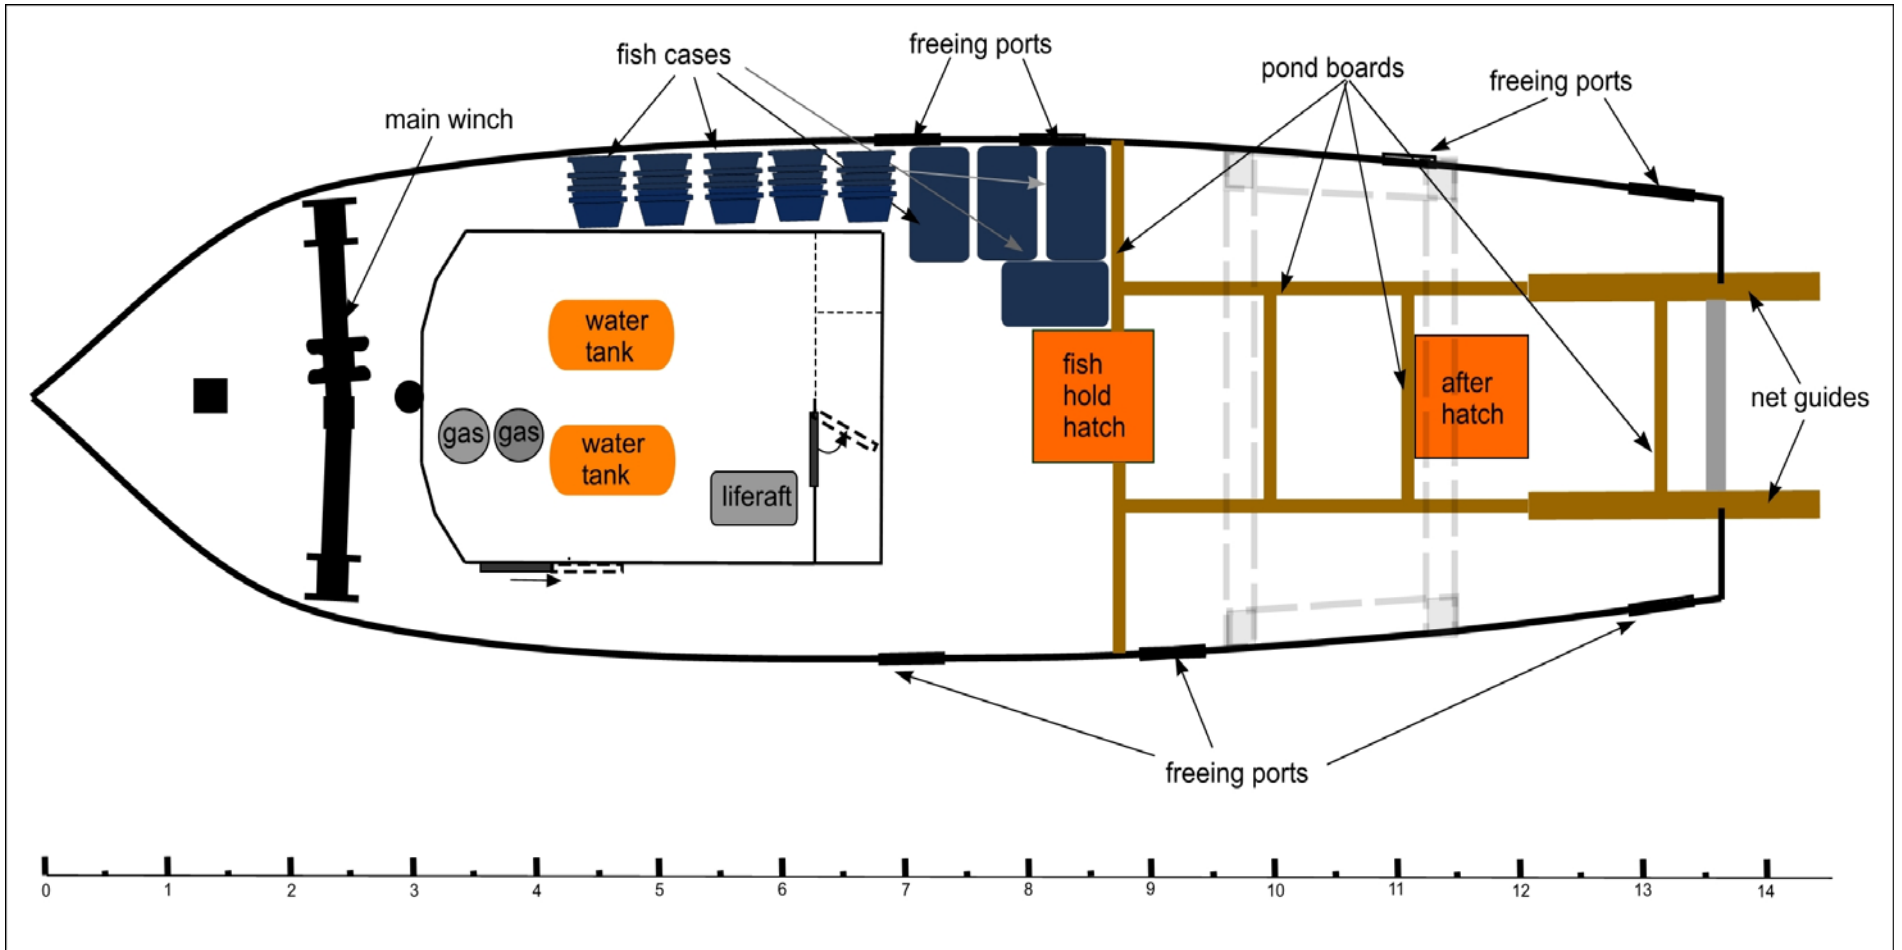 freeing ports
fish cases
pond boards
freeing ports
main winch
water
tank
fish
hold
hatch
after
hatch
net guides
gas
gas
water
tank
liferaft
freeing ports
0 1 2 3 4 5 6 7 8 9 10 11 12 13 14